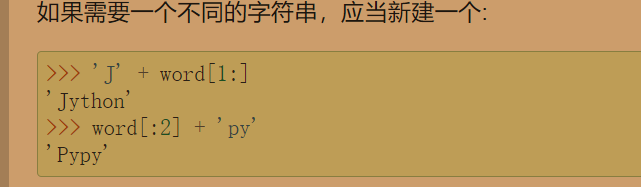 如果需要一个不同的字符串，应当新建一个:
>>> 'J' + word[1:]
'Jython'
>>> word[:2] + 'py'
'Pypy'